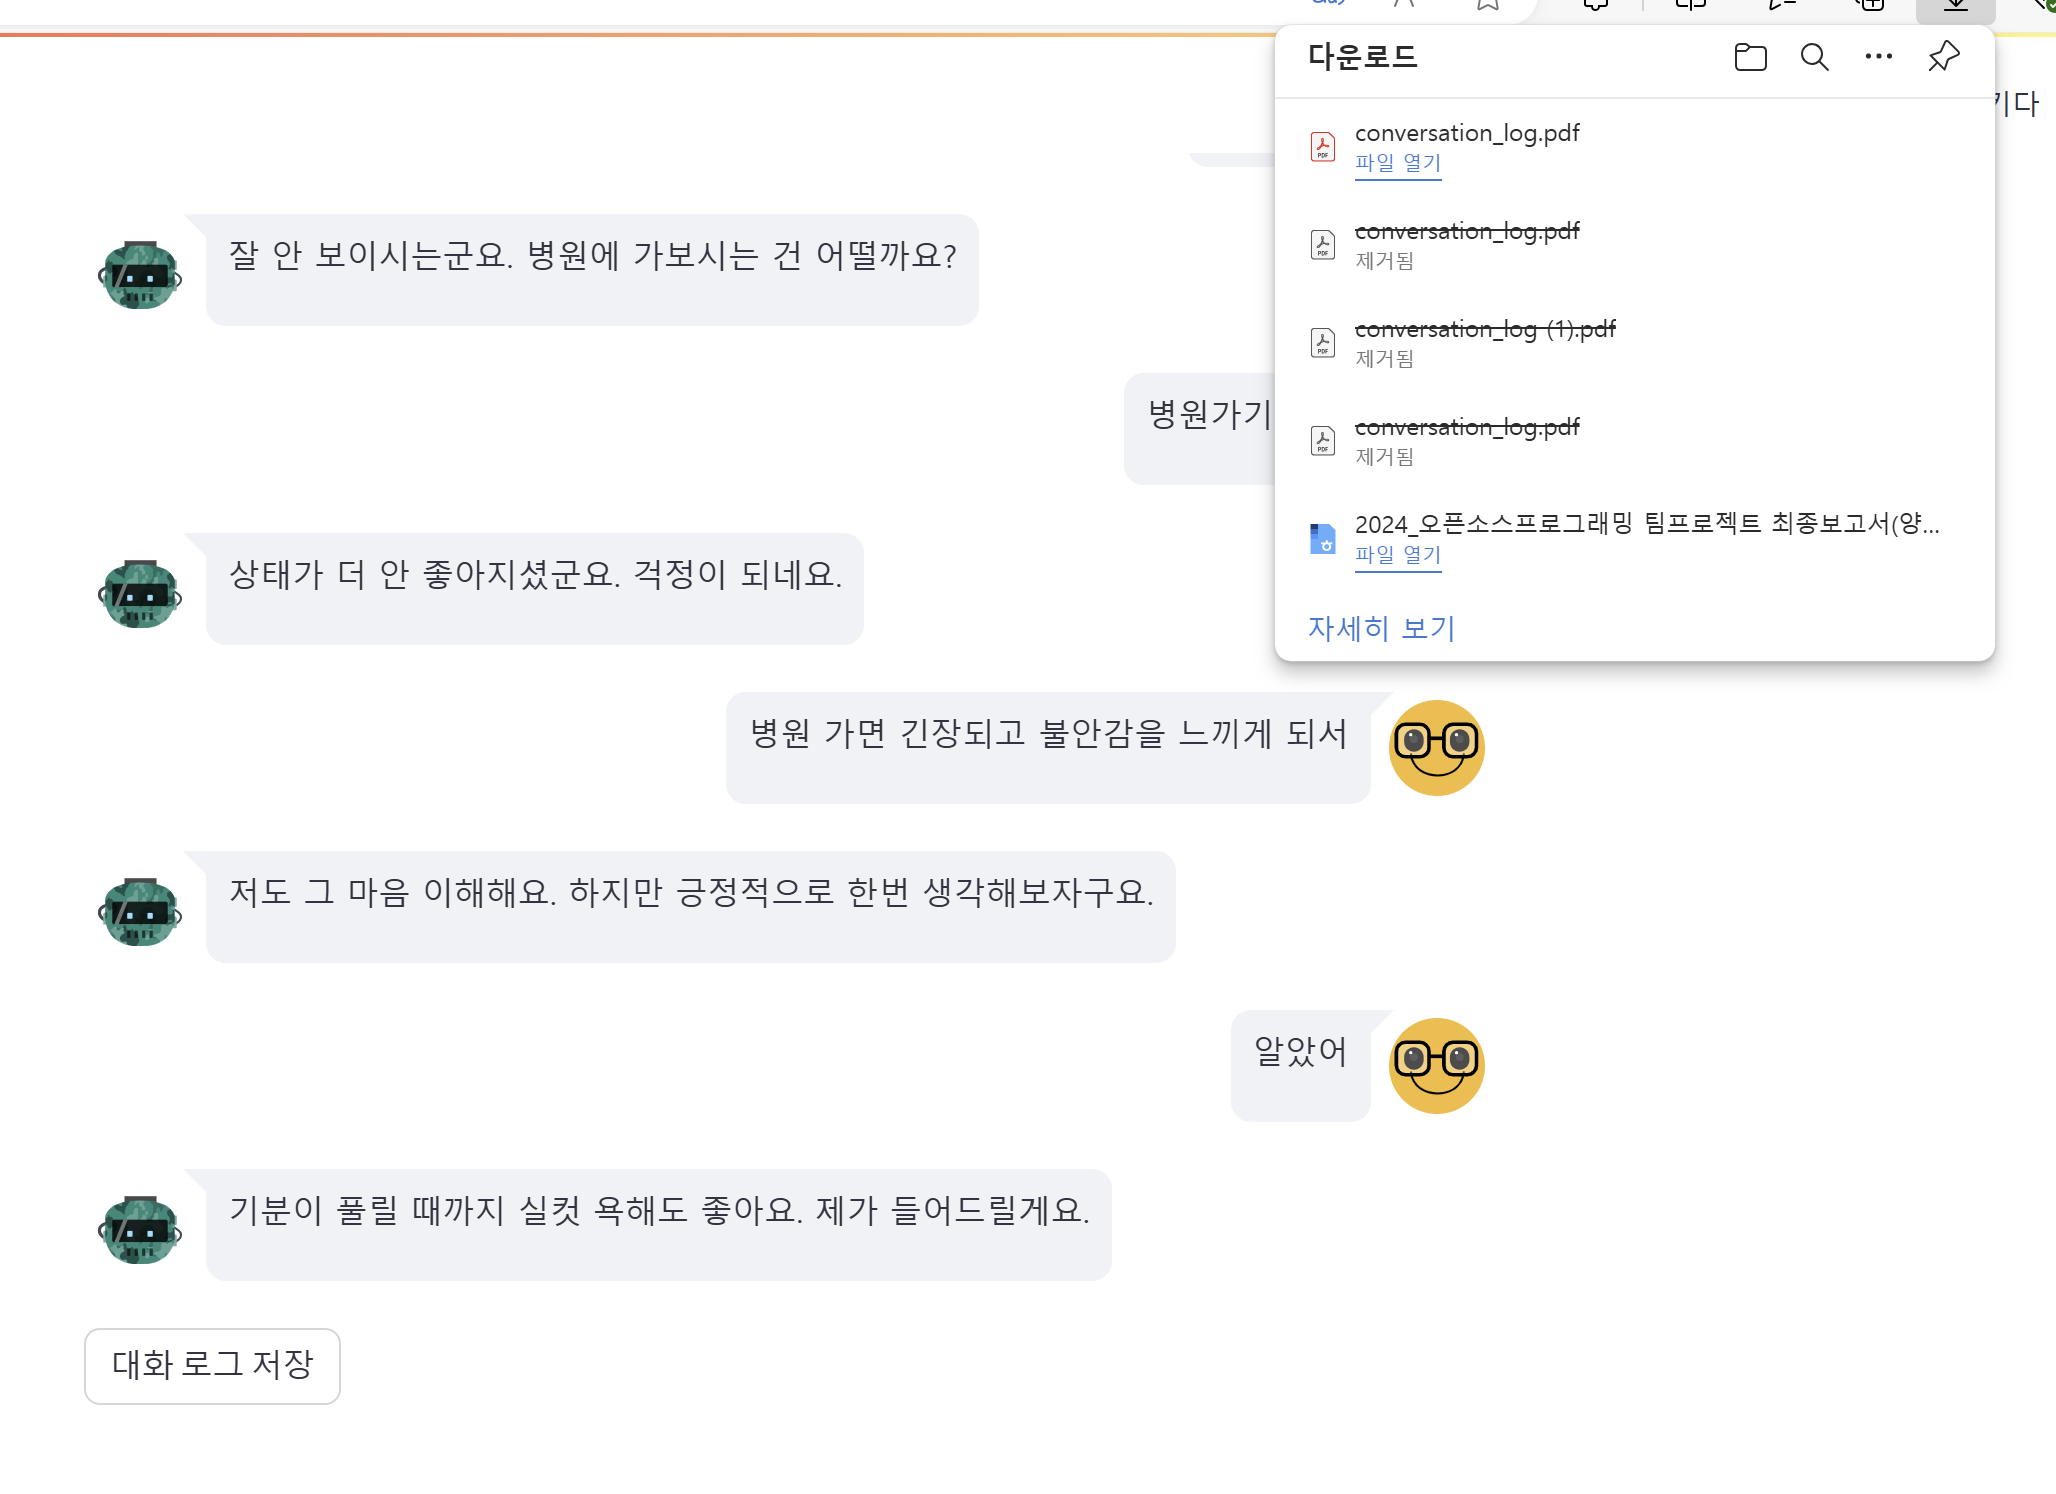 다운로드
키다
conversation_log.pdf
파일 열기
conversation_log.pdf
제거됨
conversation_log (1).pdf
제거됨
conversation_log.pdf
제거됨
2024_오픈소스프로그래밍 팀프로젝트 최종보고서(양...
파일 열기
자세히 보기
잘 안 보이시는군요. 병원에 가보시는 건 어떨까요?
병원가기
상태가 더 안 좋아지셨군요. 걱정이 되네요.
병원 가면 긴장되고 불안감을 느끼게 되서
저도 그 마음 이해해요. 하지만 긍정적으로 한번 생각해보자구요.
알았어
기분이 풀릴 때까지 실컷 욕해도 좋아요. 제가 들어드릴게요.
대화 로그 저장